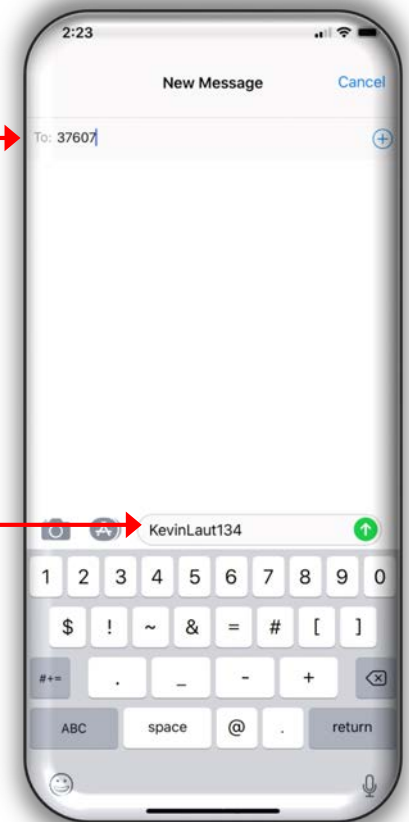 2:23
New Message Cancel
To: 37607
KevinLaut134
1 2 3 4 5 6 7 8 9 0
$ ! ~ & = # [ ]
#+= . _ - +
ABC space @ . return